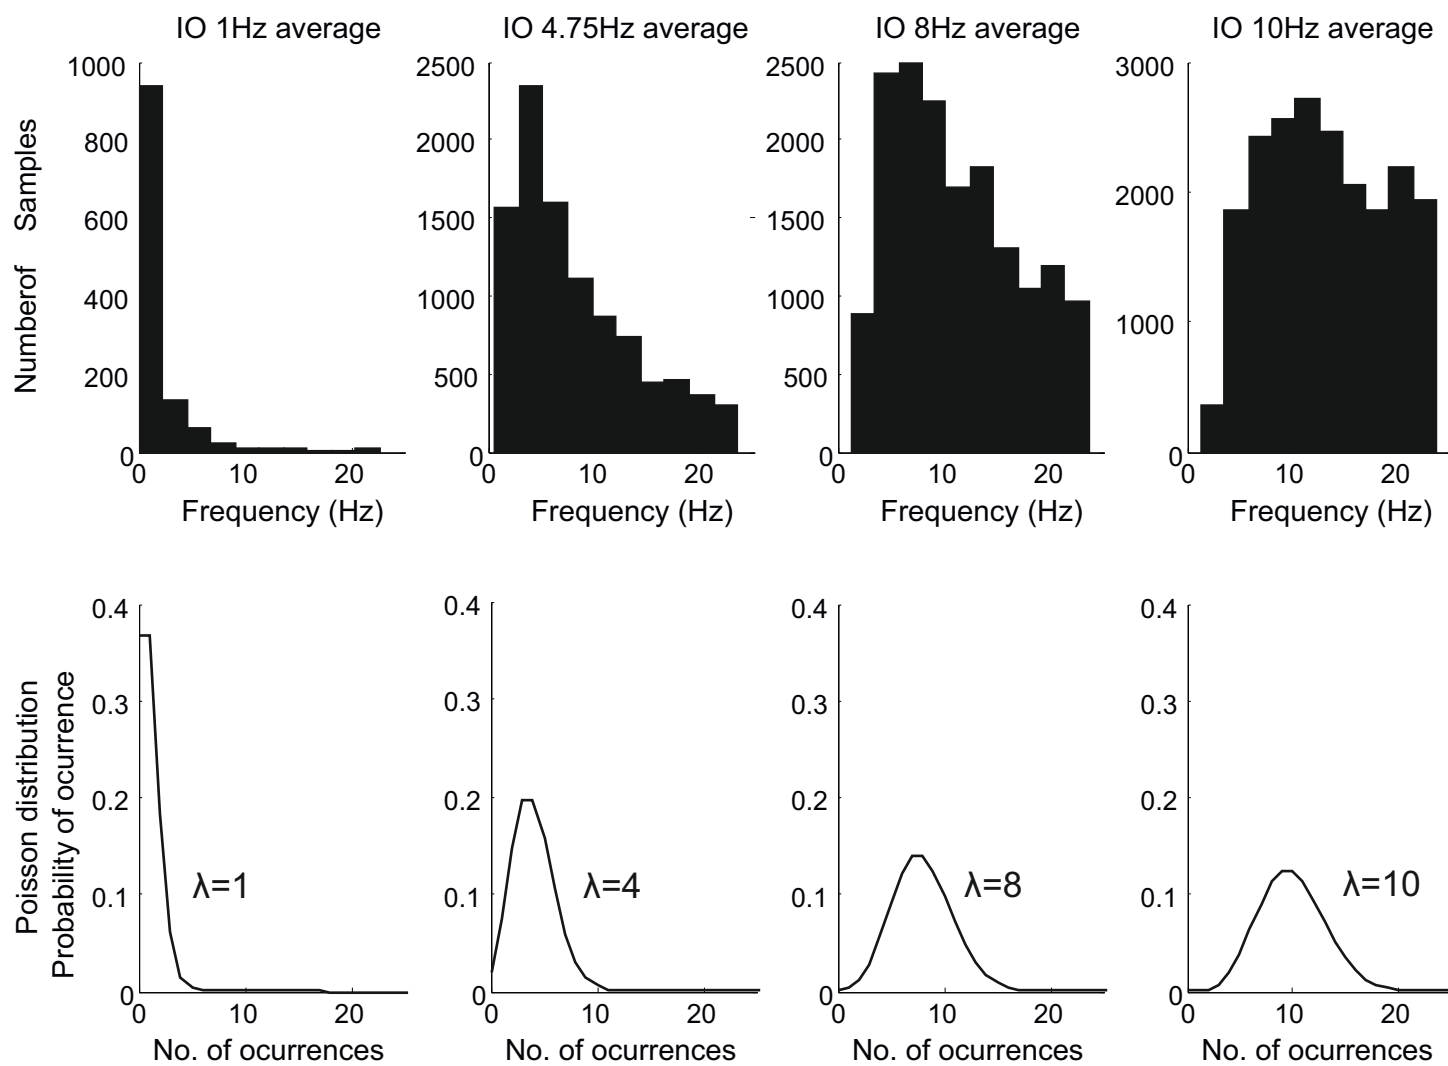 IO 1Hz average
IO 4.75Hz average
IO 8Hz average
IO 10Hz average
Numberof Samples
1000
800
600
400
200
0
0 10 20
Frequency (Hz)
2500
2000
1500
1000
500
0
0 10 20
Frequency (Hz)
2500
2000
1500
1000
500
0
0 10 20
Frequency (Hz)
3000
2000
1000
0
0 10 20
Frequency (Hz)
Poisson distribution
Probability of ocurrence
0.4
0.3
0.2
0.1
0
λ=1
0 10 20
No. of ocurrences
0.4
0.3
0.2
0.1
0
λ=4
0 10 20
No. of ocurrences
0.4
0.3
0.2
0.1
0
λ=8
0 10 20
No. of ocurrences
0.4
0.3
0.2
0.1
0
λ=10
0 10 20
No. of ocurrences